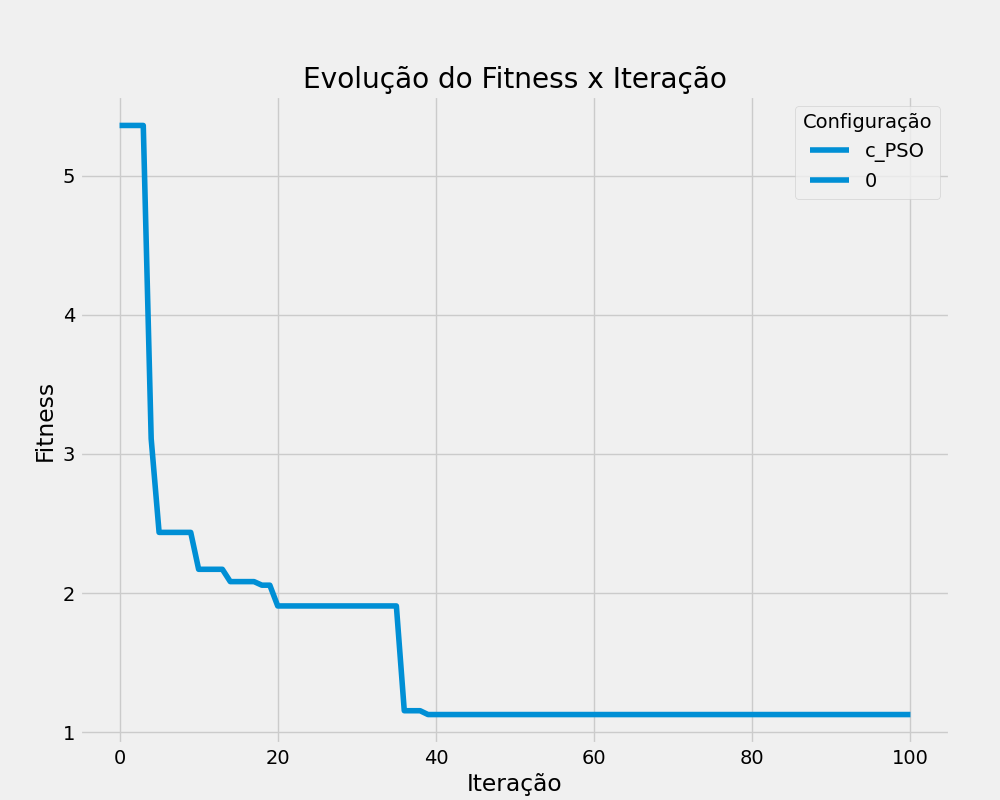 Evolução do Fitness x Iteração
Configuração
c_PSO
0
Fitness
5
4
3
2
1
0 20 40 60 80 100
Iteração